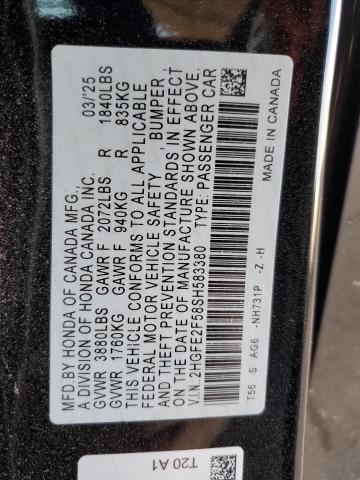 MFD.BY HONDA OF CANADA MFG.,
A DIVISION OF HONDA CANADA INC. 03/'25
GVWR 3880LBS GAWR F 2072LBS R 1840LBS
GVWR 1760KG GAWR F 940KG R 835KG
THIS VEHICLE CONFORMS TO ALL APPLICABLE
FEDERAL MOTOR VEHICLE SAFETY , BUMPER ,
THEFT PREVENTION STANDARDS IN EFFECT
ON THE DATE OF MANUFACTURE SHOWN ABOVE.
V.I.N: 2HGFE2F58SH583380 TYPE: PASSENGER CAR
T56 S AG6 -NH731P -Z -H
MADE IN CANADA
T20 A1